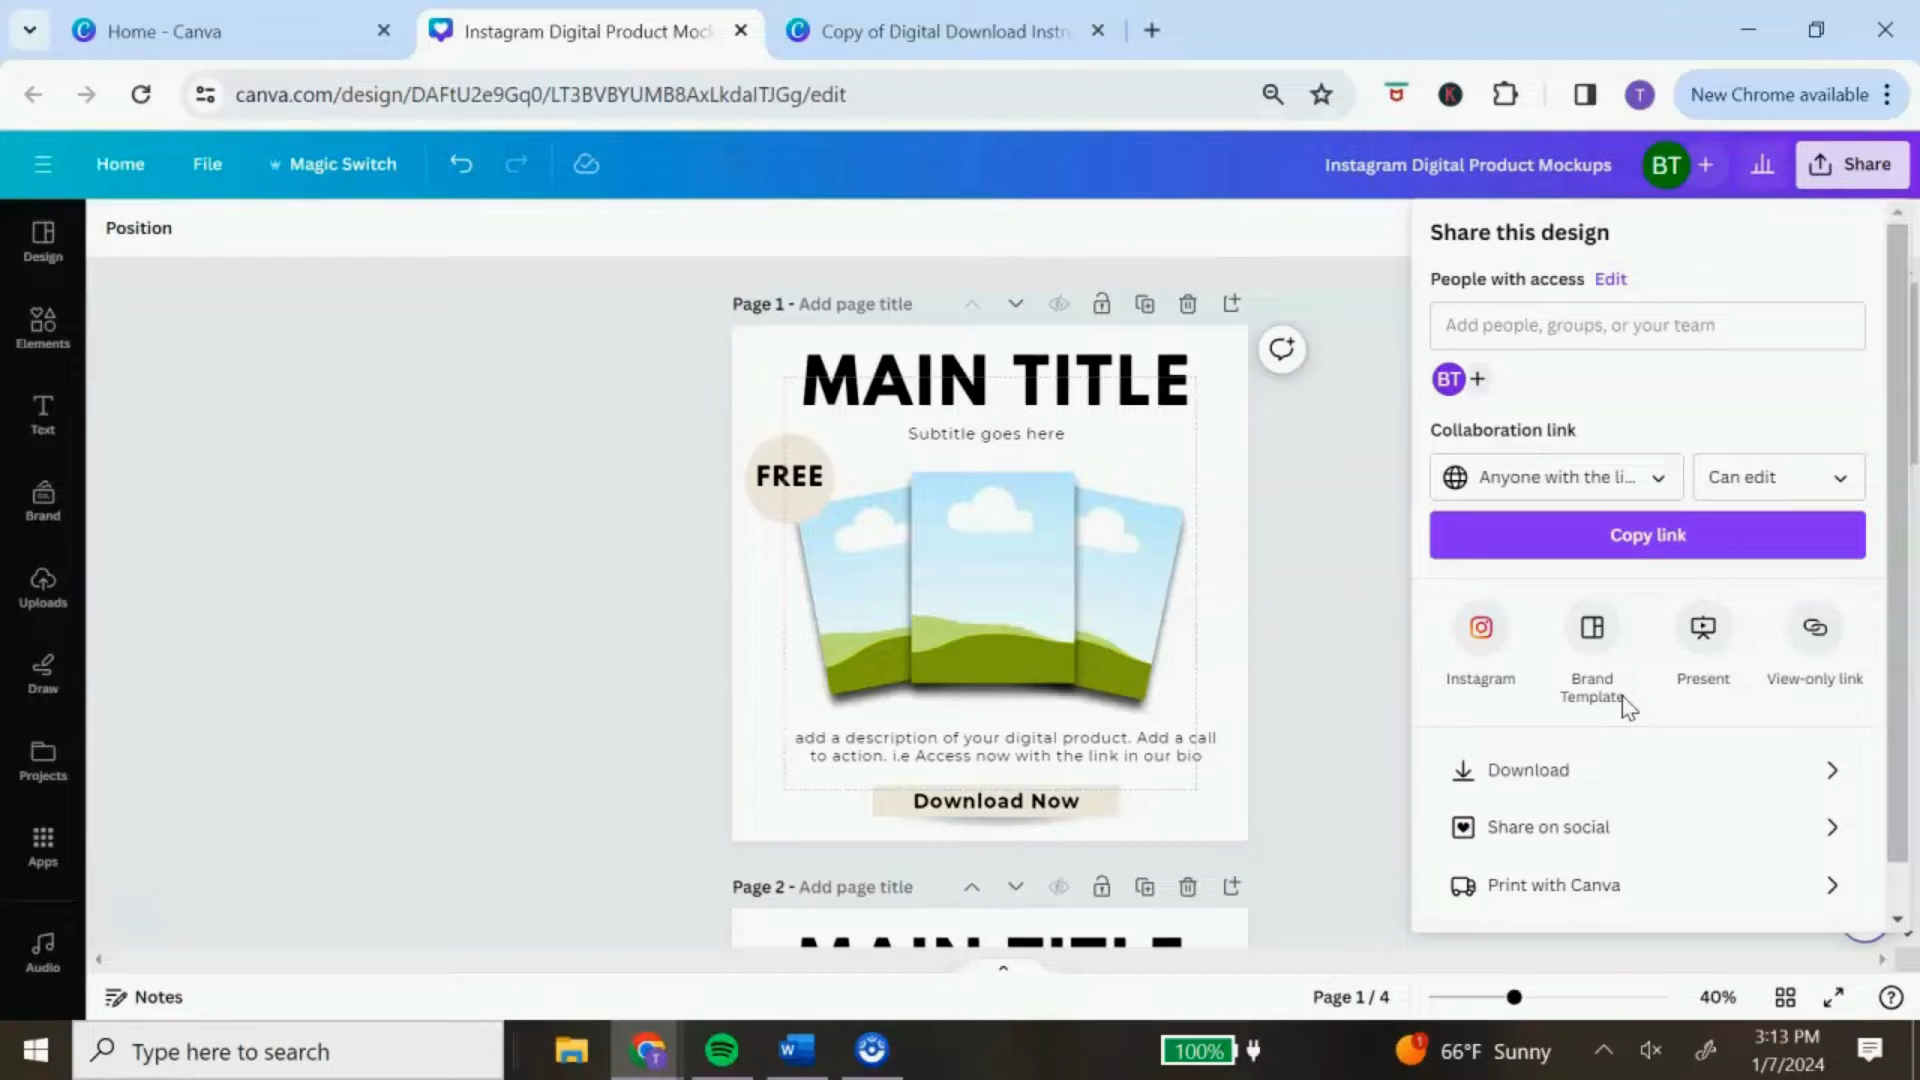 Home - Canva
Instagram Digital Product Mock
Copy of Digital Download Instr
canva.com/design/DAFtU2e9Gq0/LT3BVBYUMB8AxLkdaITJGg/edit
K
T
New Chrome available
Home
File
Magic Switch
Instagram Digital Product Mockups
BT
Share
Design
Elements
Text
Brand
Uploads
Draw
Projects
Apps
Audio
Position
Page 1 - Add page title
MAIN TITLE
Subtitle goes here
FREE
add a description of your digital product. Add a call
to action. i.e Access now with the link in our bio
Download Now
Page 2 - Add page title
MAIN TITLE
Share this design
People with access Edit
Add people, groups, or your team
BT
Collaboration link
Anyone with the li...
Can edit
Copy link
Instagram
Brand
Template
Present
View-only link
Download
Share on social
Print with Canva
Notes
Page 1 / 4
40%
Type here to search
100%
66°F Sunny
3:13 PM
1/7/2024